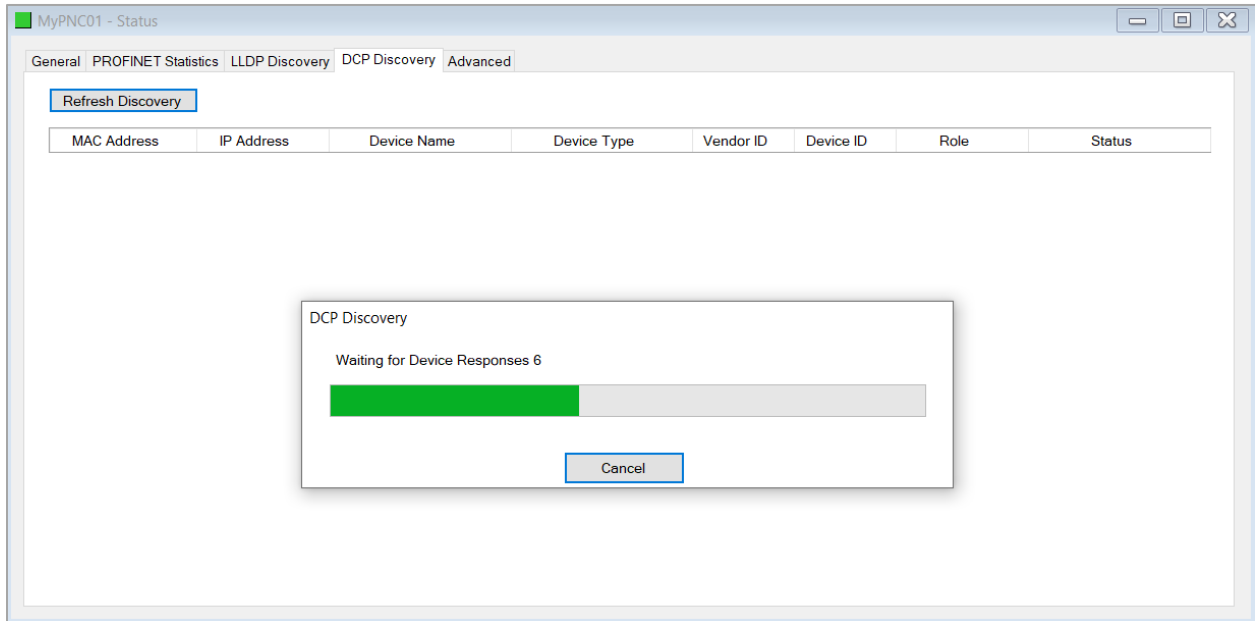 MyPNC01 - Status
General PROFINET Statistics LLDP Discovery DCP Discovery Advanced
Refresh Discovery
MAC Address IP Address Device Name Device Type Vendor ID Device ID Role Status
DCP Discovery
Waiting for Device Responses 6
Cancel